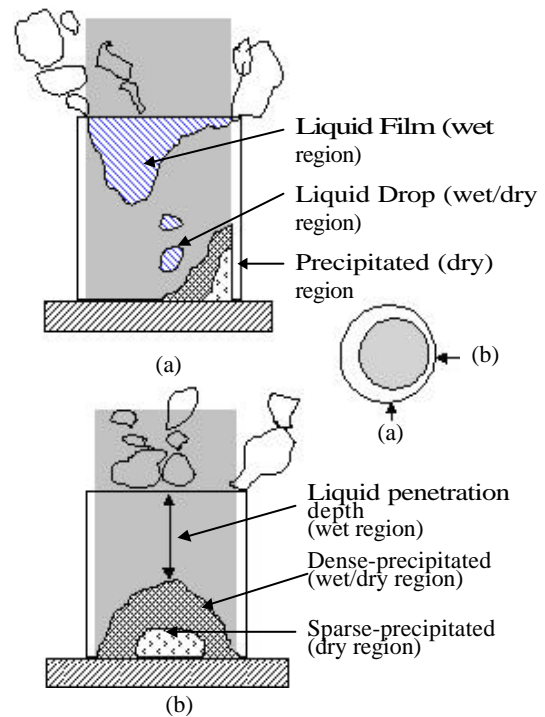 Liquid Film (wet
region)
Liquid Drop (wet/dry
region)
Precipitated (dry)
region
(a)
(b)
(a)
Liquid penetration
depth
(wet region)
Dense-precipitated
(wet/dry region)
Sparse-precipitated
(dry region)
(b)